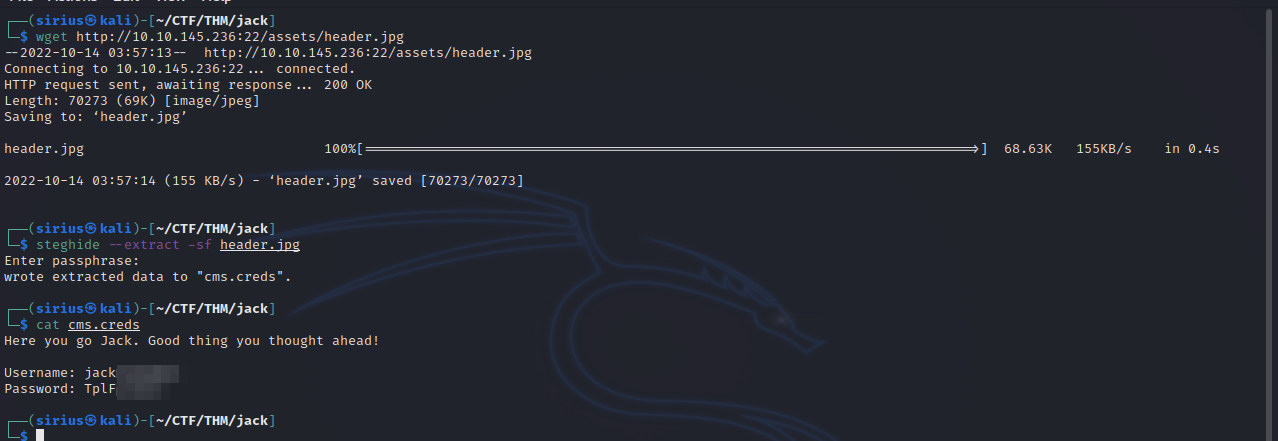 ┌──(sirius㉿kali)-[~/CTF/THM/jack]
└─$ wget http://10.10.145.236:22/assets/header.jpg
--2022-10-14 03:57:13--  http://10.10.145.236:22/assets/header.jpg
Connecting to 10.10.145.236:22... connected.
HTTP request sent, awaiting response... 200 OK
Length: 70273 (69K) [image/jpeg]
Saving to: ‘header.jpg’
header.jpg 100%[===================>] 68.63K 155KB/s in 0.4s
2022-10-14 03:57:14 (155 KB/s) - ‘header.jpg’ saved [70273/70273]
┌──(sirius㉿kali)-[~/CTF/THM/jack]
└─$ steghide --extract -sf header.jpg
Enter passphrase:
wrote extracted data to "cms.creds".
┌──(sirius㉿kali)-[~/CTF/THM/jack]
└─$ cat cms.creds
Here you go Jack. Good thing you thought ahead!
Username: jack
Password: TplF
┌──(sirius㉿kali)-[~/CTF/THM/jack]
└─$